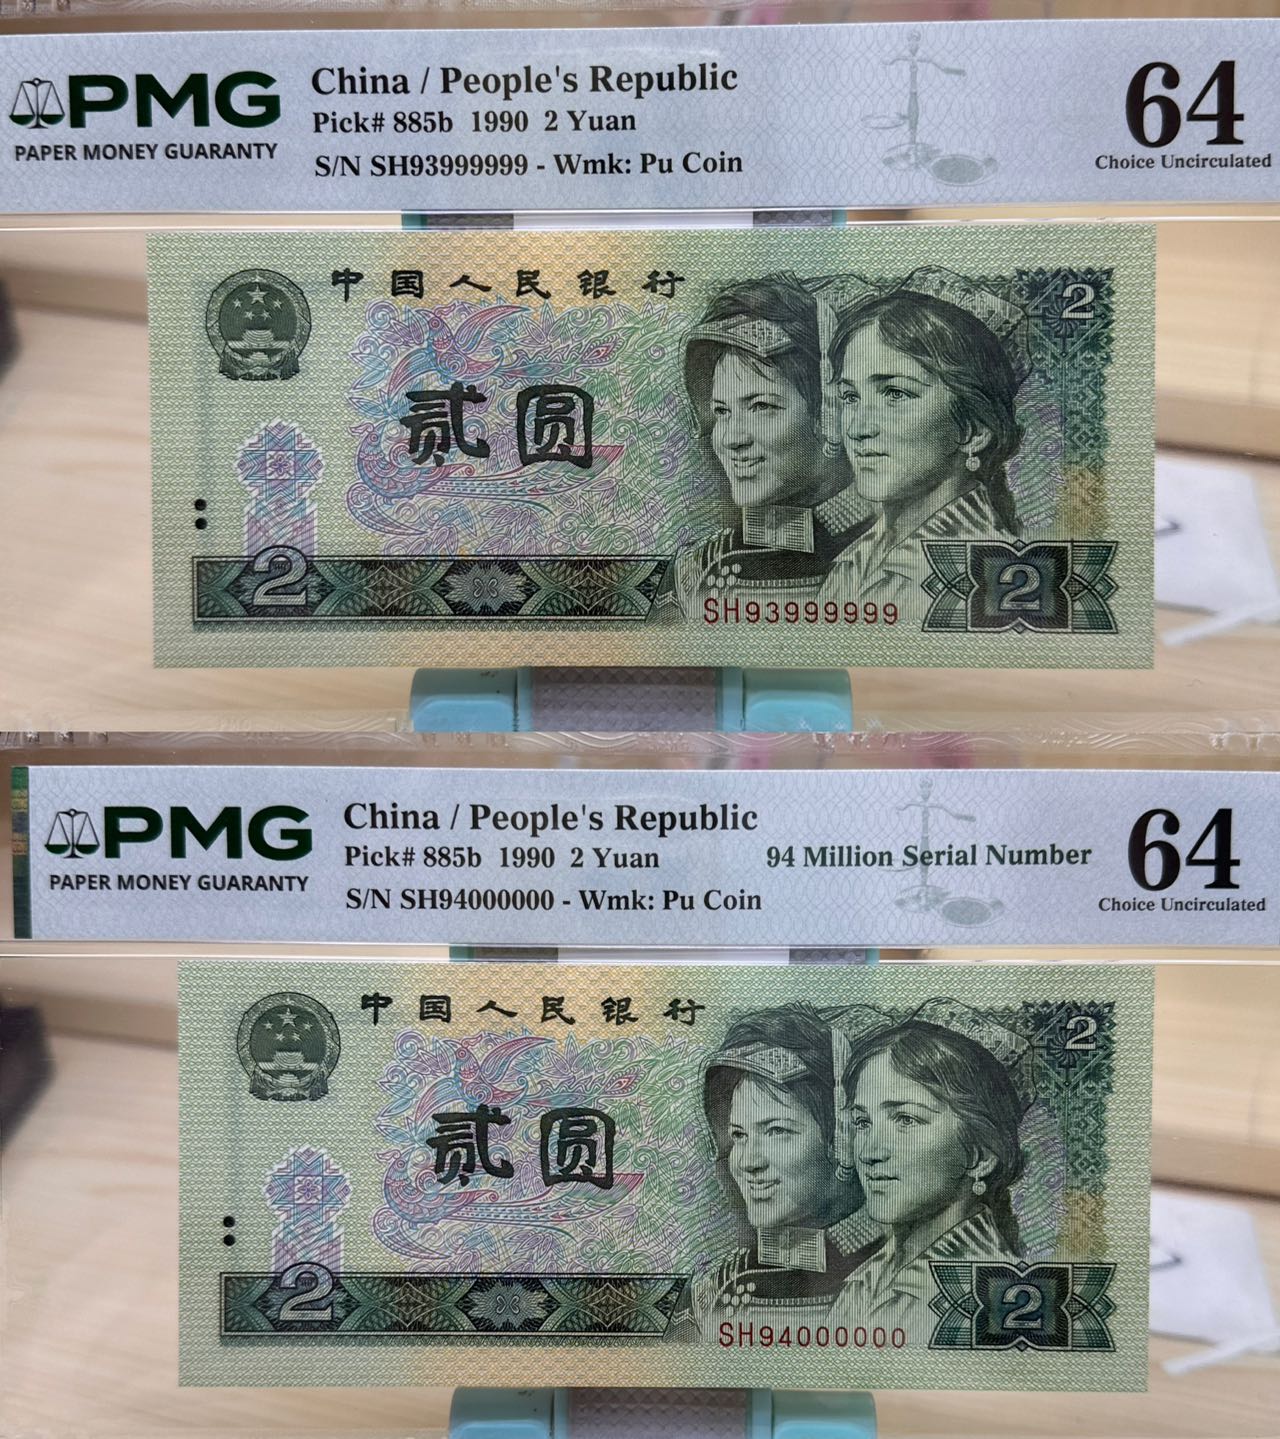 PMG
PAPER MONEY GUARANTY
China / People's Republic
Pick# 885b 1990 2 Yuan
S/N SH93999999 - Wmk: Pu Coin
64
Choice Uncirculated
中国人民银行
2
贰圆
2
SH93999999
2
PMG
PAPER MONEY GUARANTY
China / People's Republic
Pick# 885b 1990 2 Yuan
94 Million Serial Number
S/N SH94000000 - Wmk: Pu Coin
64
Choice Uncirculated
中国人民银行
2
贰圆
2
SH94000000
2